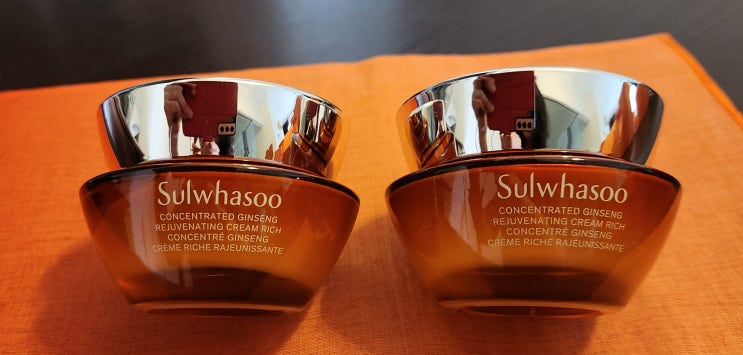 Sulwhasoo
CONCENTRATED GINSENG
REJUVENATING CREAM RICH
CONCENTRÉ GINSENG
CRÈME RICHE RAJEUNISSANTE
Sulwhasoo
CONCENTRATED GINSENG
REJUVENATING CREAM RICH
CONCENTRÉ GINSENG
CRÈME RICHE RAJEUNISSANTE